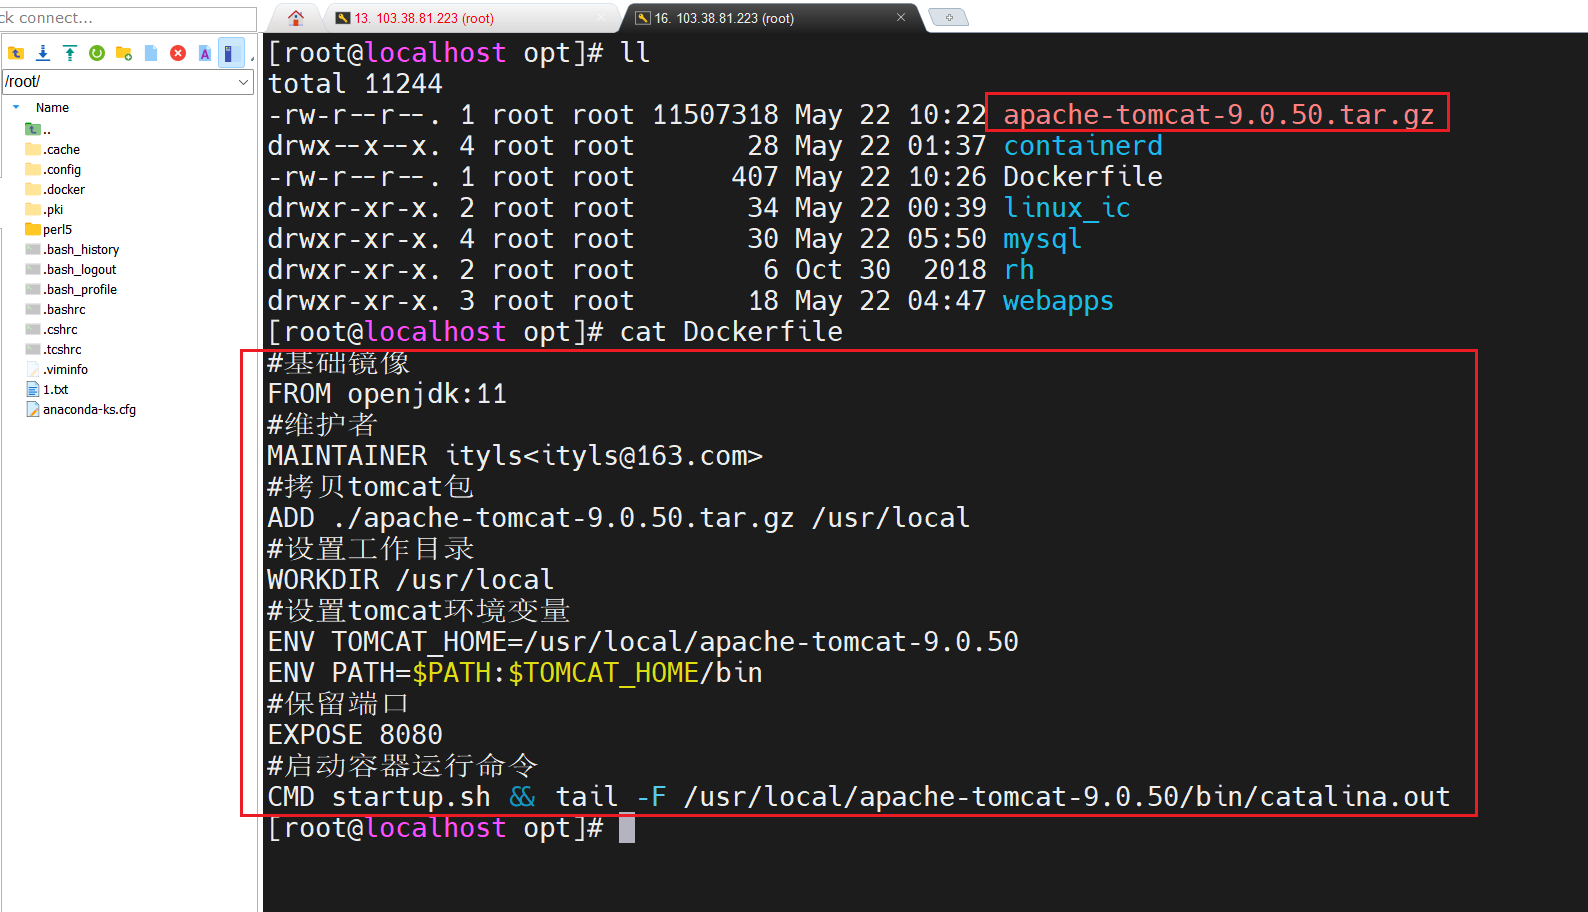 ck connect...
13. 103.38.81.223 (root)
16. 103.38.81.223 (root)
/root/
Name
..
.cache
.config
.docker
.pki
perl5
.bash_history
.bash_logout
.bash_profile
.bashrc
.cshrc
.tcshrc
.viminfo
1.txt
anaconda-ks.cfg
[root@localhost opt]# ll
total 11244
-rw-r--r--. 1 root root 11507318 May 22 10:22 apache-tomcat-9.0.50.tar.gz
drwx--x--x. 4 root root       28 May 22 01:37 containerd
-rw-r--r--. 1 root root      407 May 22 10:26 Dockerfile
drwxr-xr-x. 2 root root       34 May 22 00:39 linux_ic
drwxr-xr-x. 4 root root       30 May 22 05:50 mysql
drwxr-xr-x. 2 root root        6 Oct 30  2018 rh
drwxr-xr-x. 3 root root       18 May 22 04:47 webapps
[root@localhost opt]# cat Dockerfile
#基础镜像
FROM openjdk:11
#维护者
MAINTAINER ityls<ityls@163.com>
#拷贝tomcat包
ADD ./apache-tomcat-9.0.50.tar.gz /usr/local
#设置工作目录
WORKDIR /usr/local
#设置tomcat环境变量
ENV TOMCAT_HOME=/usr/local/apache-tomcat-9.0.50
ENV PATH=$PATH:$TOMCAT_HOME/bin
#保留端口
EXPOSE 8080
#启动容器运行命令
CMD startup.sh && tail -F /usr/local/apache-tomcat-9.0.50/bin/catalina.out
[root@localhost opt]#